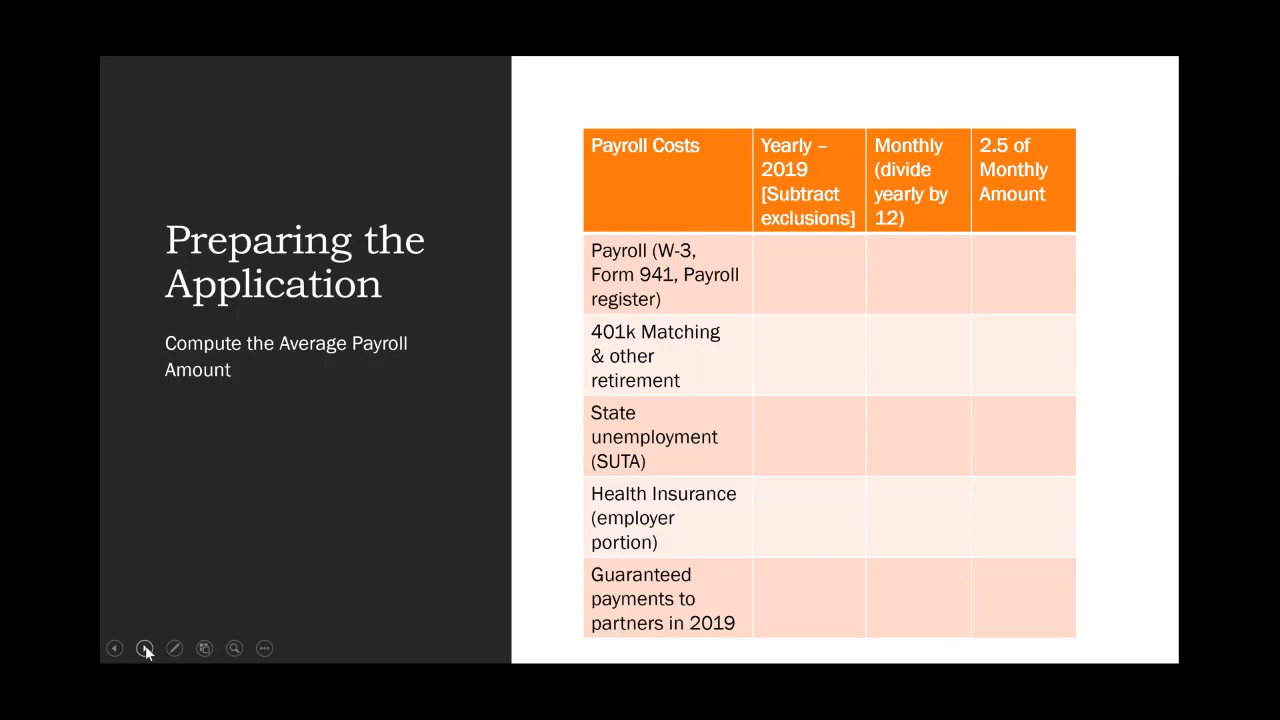 Preparing the
Application
Compute the Average Payroll
Amount
Payroll Costs
Yearly –
2019
[Subtract
exclusions]
Monthly
(divide
yearly by
12)
2.5 of
Monthly
Amount
Payroll (W-3,
Form 941, Payroll
register)
401k Matching
& other
retirement
State
unemployment
(SUTA)
Health Insurance
(employer
portion)
Guaranteed
payments to
partners in 2019